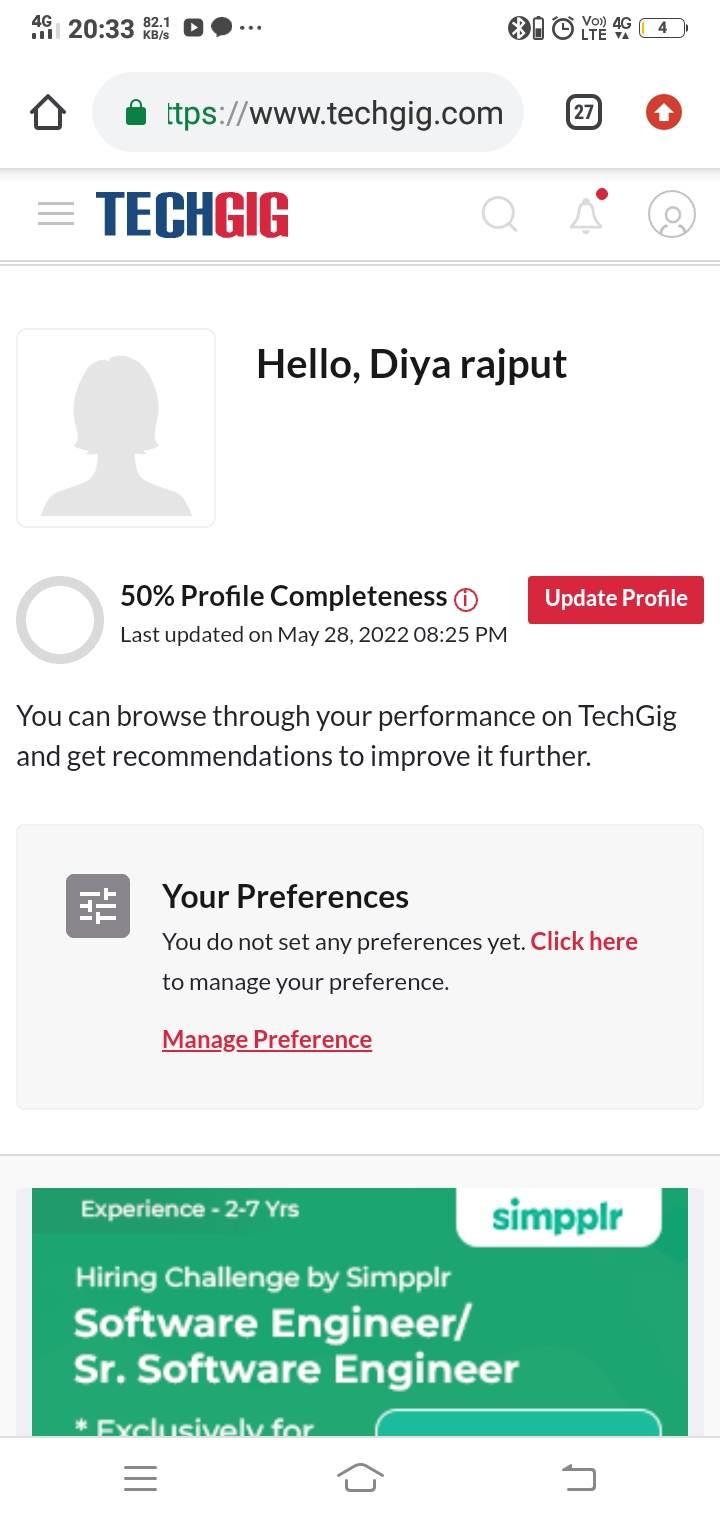 4G 20:33 82.1 KB/s ••• Vo)) LTE 4G 4
ttps://www.techgig.com 27
TECHGIG
Hello, Diya rajput
50% Profile Completeness i
Update Profile
Last updated on May 28, 2022 08:25 PM
You can browse through your performance on TechGig
and get recommendations to improve it further.
Your Preferences
You do not set any preferences yet. Click here
to manage your preference.
Manage Preference
Experience - 2-7 Yrs
simpplr
Hiring Challenge by Simpplr
Software Engineer/
Sr. Software Engineer
* Exclusively for